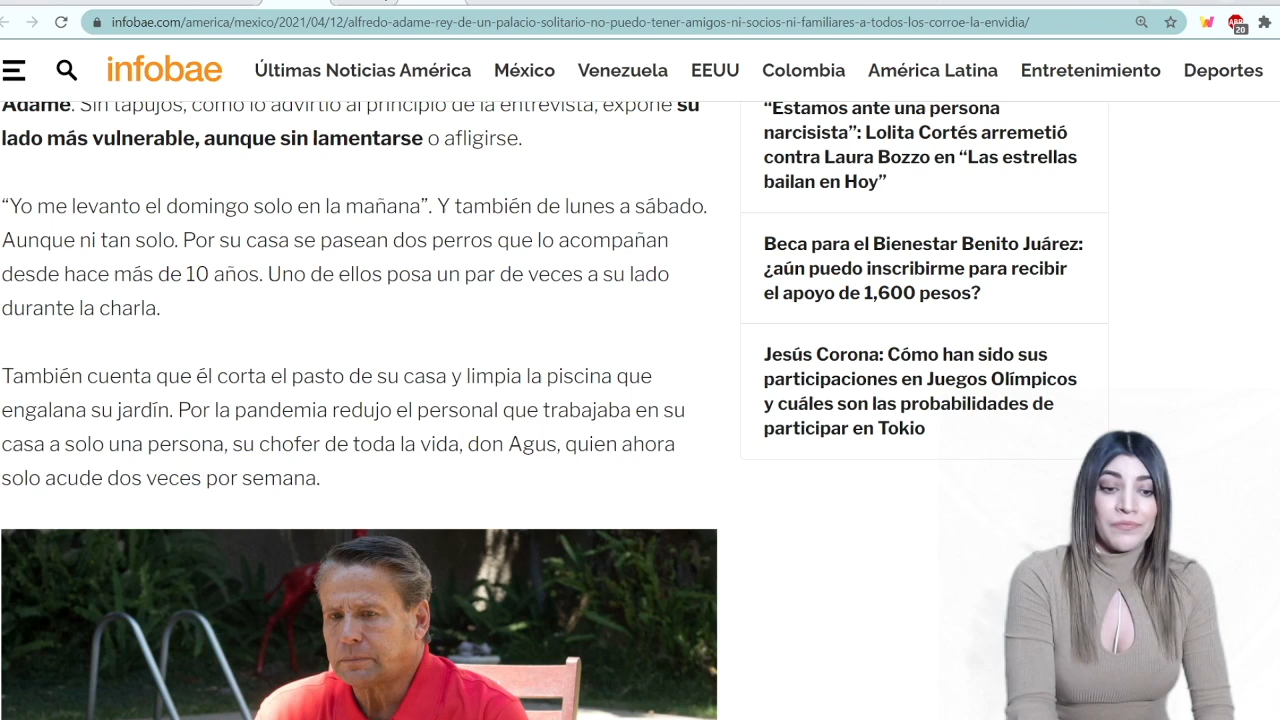 infobae.com/america/mexico/2021/04/12/alfredo-adame-rey-de-un-palacio-solitario-no-puedo-tener-amigos-ni-socios-ni-familiares-a-todos-los-corroe-la-envidia/
20
infobae
Últimas Noticias América México Venezuela EEUU Colombia América Latina Entretenimiento Deportes
Adame. Sin tapujos, como lo advirtió al principio de la entrevista, expone su
lado más vulnerable, aunque sin lamentarse o afligirse.
“Yo me levanto el domingo solo en la mañana”. Y también de lunes a sábado.
Aunque ni tan solo. Por su casa se pasean dos perros que lo acompañan
desde hace más de 10 años. Uno de ellos posa un par de veces a su lado
durante la charla.
También cuenta que él corta el pasto de su casa y limpia la piscina que
engalana su jardín. Por la pandemia redujo el personal que trabajaba en su
casa a solo una persona, su chofer de toda la vida, don Agus, quien ahora
solo acude dos veces por semana.
“Estamos ante una persona
narcisista”: Lolita Cortés arremetió
contra Laura Bozzo en “Las estrellas
bailan en Hoy”
Beca para el Bienestar Benito Juárez:
¿aún puedo inscribirme para recibir
el apoyo de 1,600 pesos?
Jesús Corona: Cómo han sido sus
participaciones en Juegos Olímpicos
y cuáles son las probabilidades de
participar en Tokio